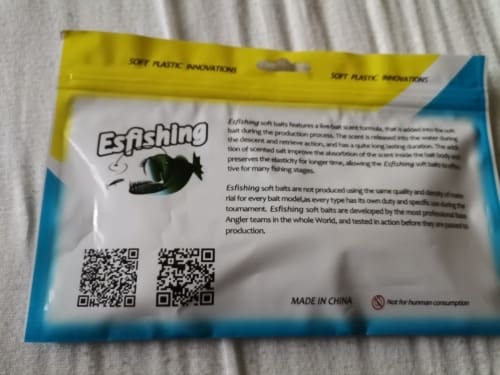 SOFT PLASTIC INNOVATIONS
SOFT PLASTIC INNOVATIONS
Esfishing
Esfishing soft baits features a live bait scent formula, that is added into the soft
bait during the production process. The scent is released into the water during
the descent and retrieve action, and has a quite long lasting duration. The addi-
tion of scented salt improve the absorbtion of the scent inside the bait body and
preserves the elasticity for longer time, allowing the Esfishing soft baits to effec-
tive for many fishing stages.
Esfishing soft baits are not produced using the same quality and density of mate-
rial for every bait model,as every type has its own duty and specific use during the
tournament. Esfishing soft baits are developed by the most professional Bass
Angler teams in the whole World, and tested in action before they are passed to
production.
MADE IN CHINA
Not for hunman consumption